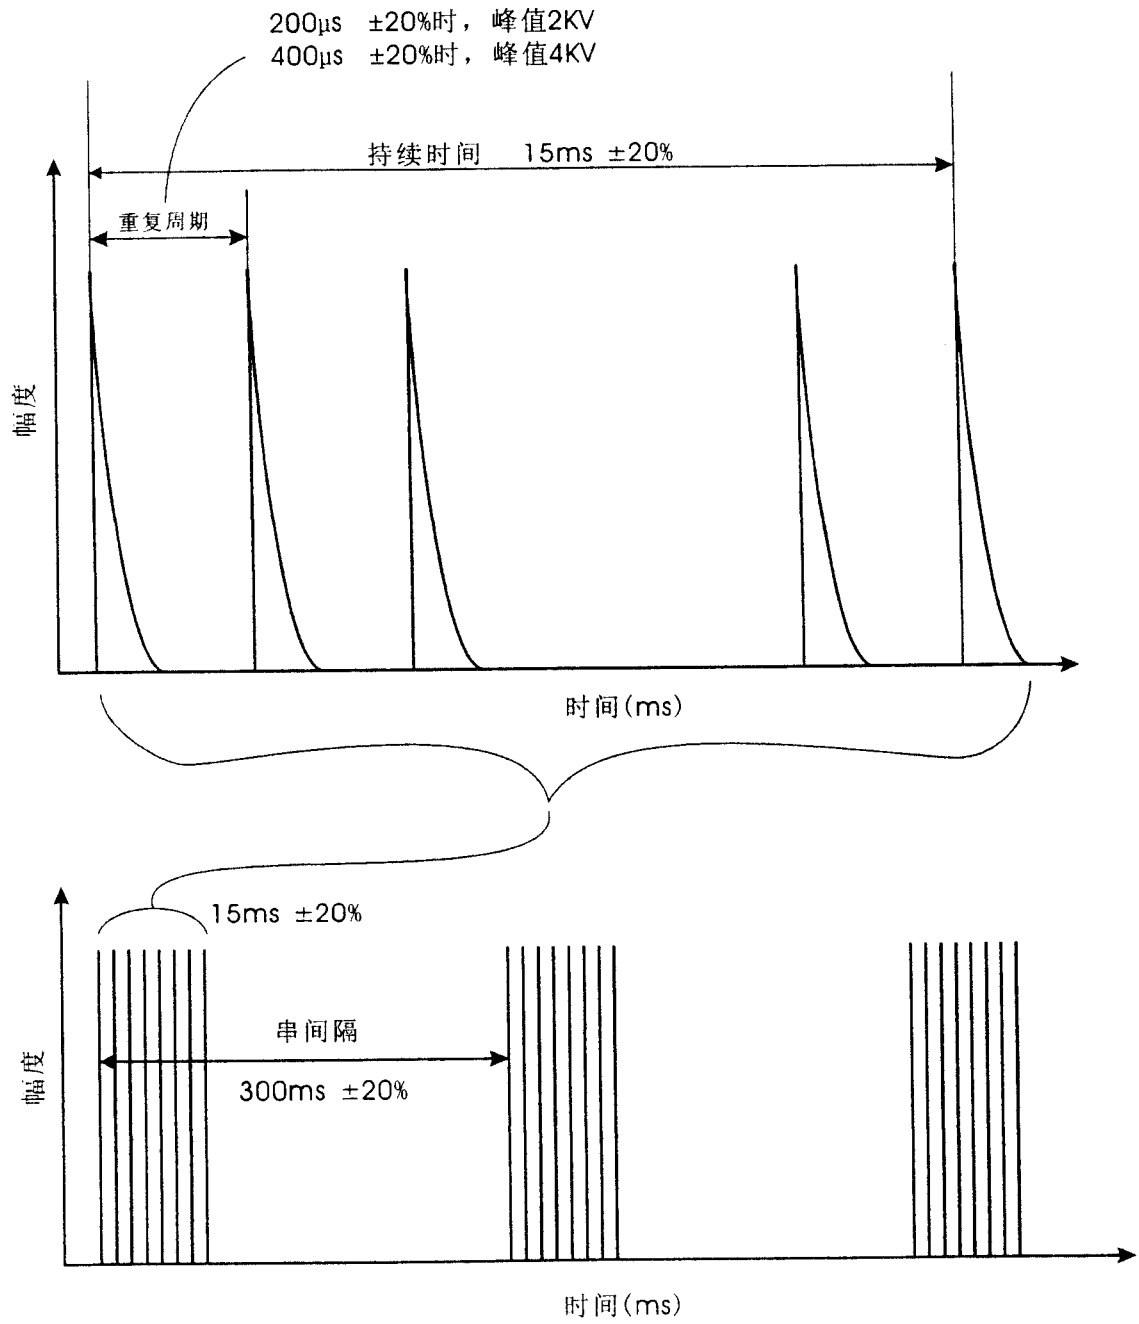 200μs ±20%时，峰值2KV
400μs ±20%时，峰值4KV
持续时间 15ms ±20%
重复周期
幅度
时间(ms)
15ms ±20%
串间隔
300ms ±20%
幅度
时间(ms)